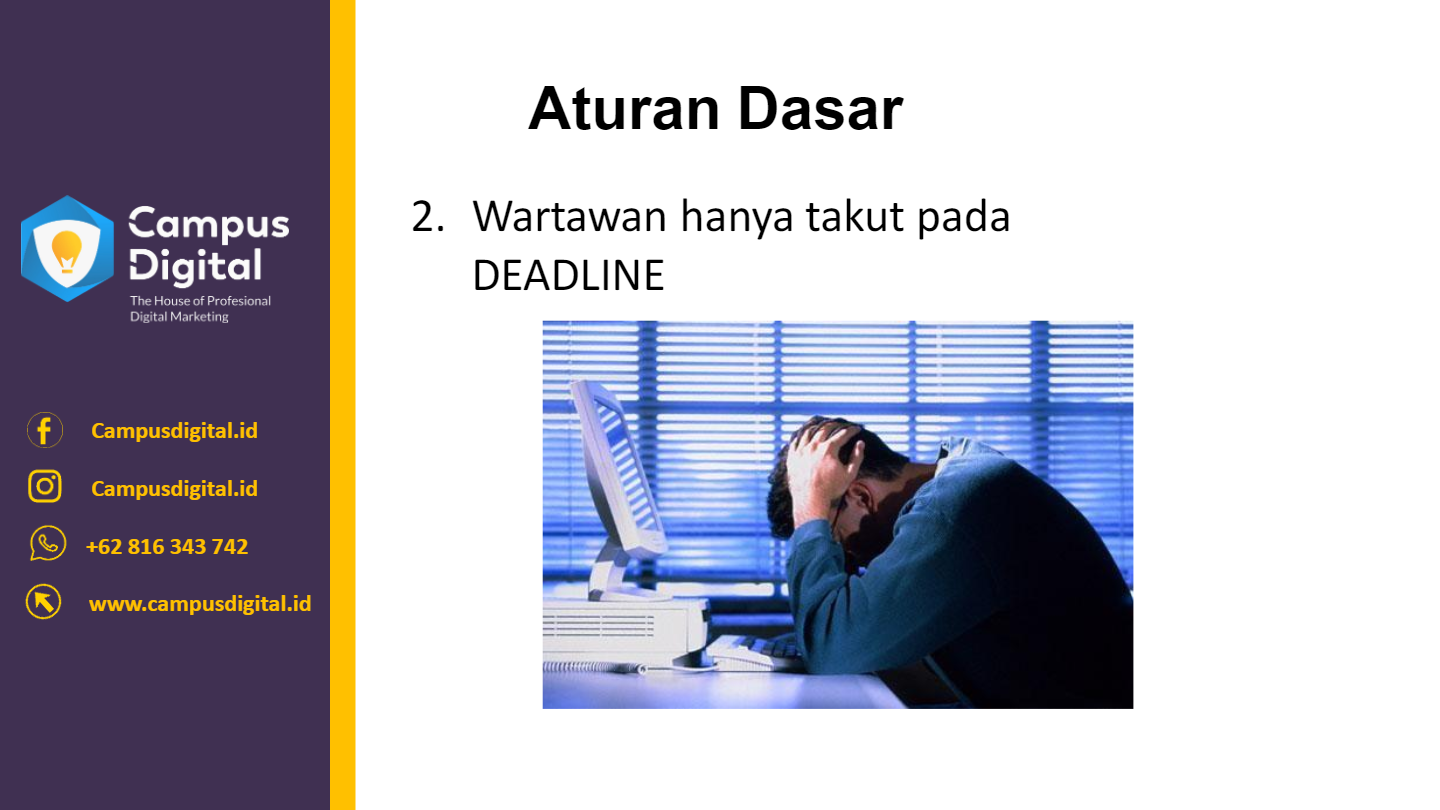 Campus
Digital
The House of Profesional
Digital Marketing
Campusdigital.id
Campusdigital.id
+62 816 343 742
www.campusdigital.id
Aturan Dasar
2. Wartawan hanya takut pada
DEADLINE